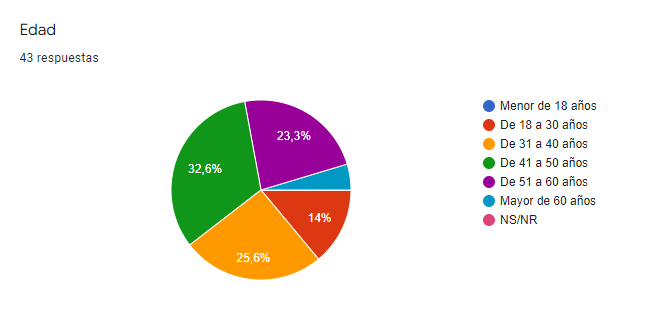 Edad
43 respuestas
23,3%
32,6%
14%
25,6%
Menor de 18 años
De 18 a 30 años
De 31 a 40 años
De 41 a 50 años
De 51 a 60 años
Mayor de 60 años
NS/NR